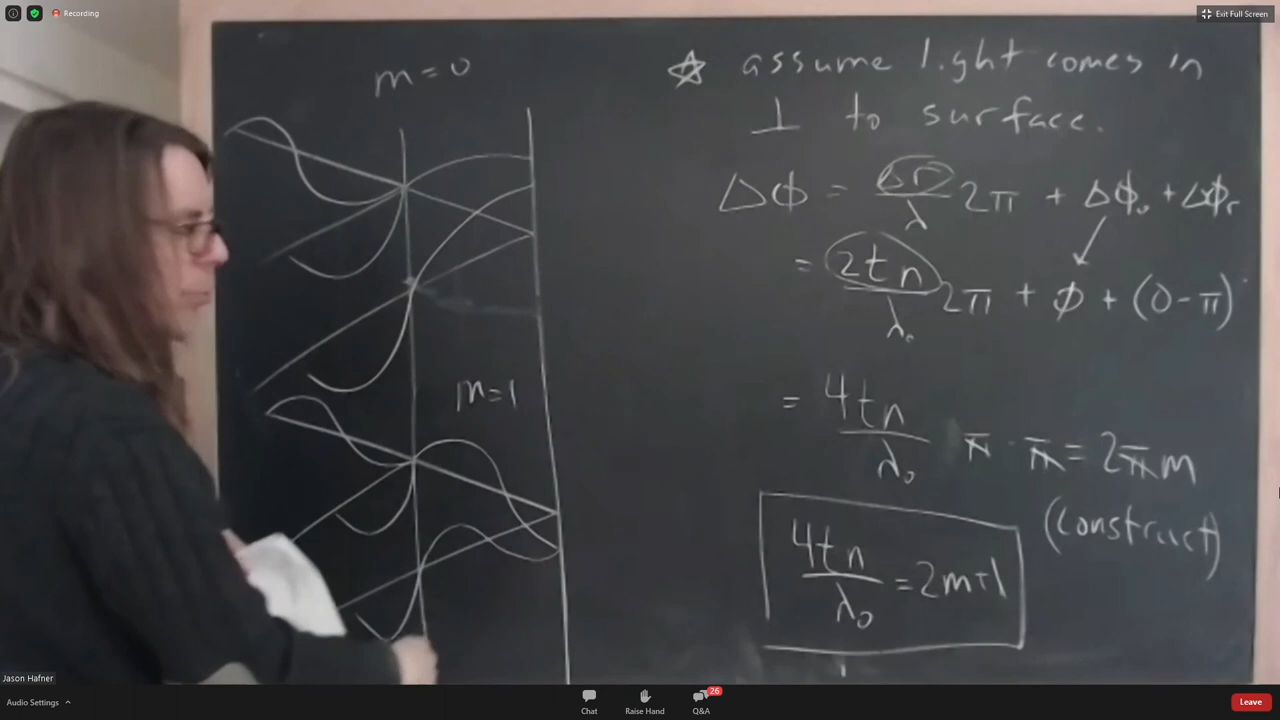 Recording
Exit Full Screen
m=0
☆ assume light comes in
⊥ to surface.
Δϕ = Δr/λ 2π + Δϕ₀ + Δϕᵣ
= 2tn/λ₀ 2π + ϕ + (0-π)
m=1
= 4tn/λ₀ π - π = 2πm
(construct)
4tn/λ₀ = 2m+1
Jason Hafner
Audio Settings
Chat
Raise Hand
26
Q&A
Leave